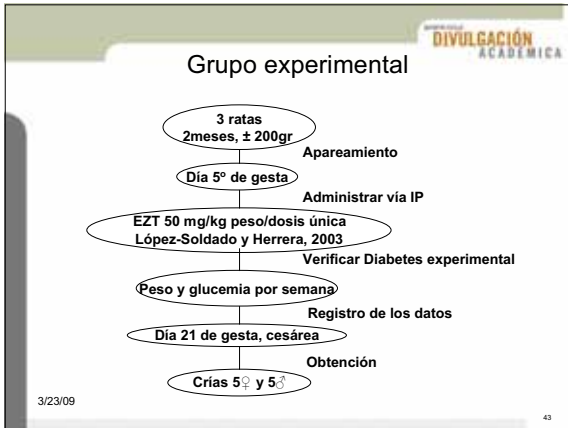 DIVULGACIÓN
ACADÉMICA
Grupo experimental
3 ratas
2meses, ± 200gr
Apareamiento
Día 5º de gesta
Administrar vía IP
EZT 50 mg/kg peso/dosis única
López-Soldado y Herrera, 2003
Verificar Diabetes experimental
Peso y glucemia por semana
Registro de los datos
Día 21 de gesta, cesárea
Obtención
Crías 5♀ y 5♂
3/23/09
43